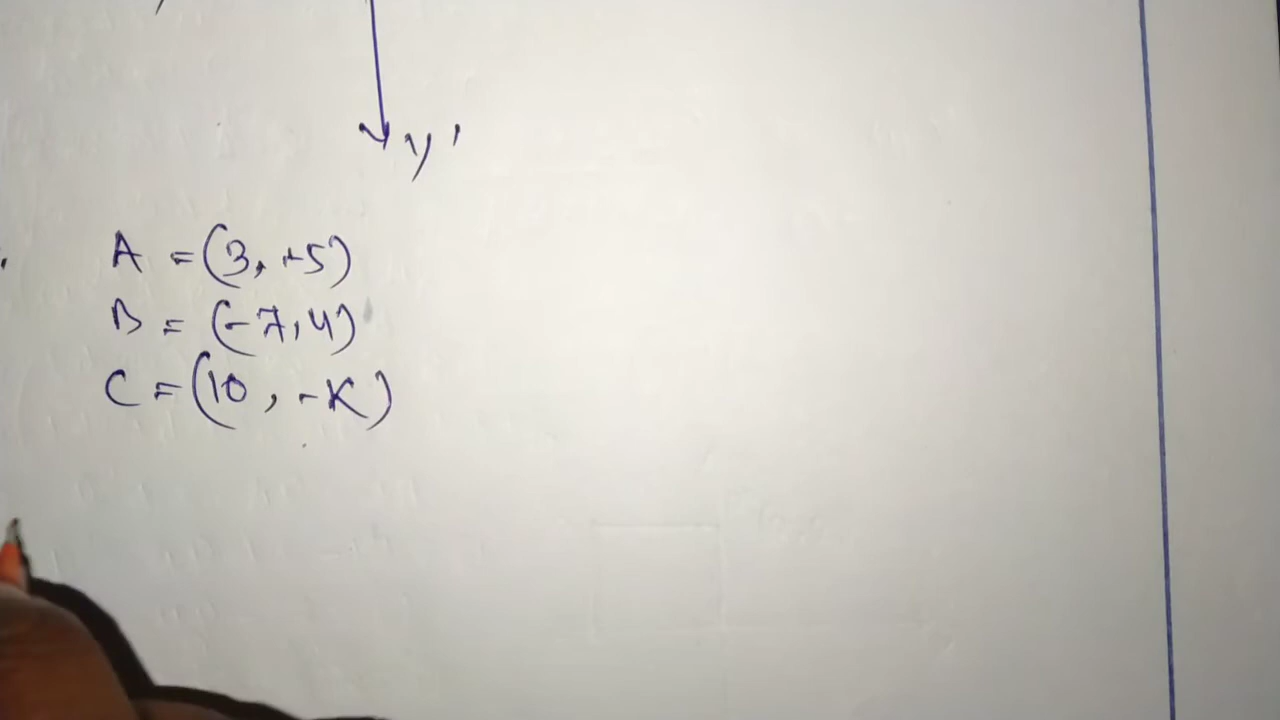 y'
A = (3, -5)
B = (-7, 4)
C = (10, -K)